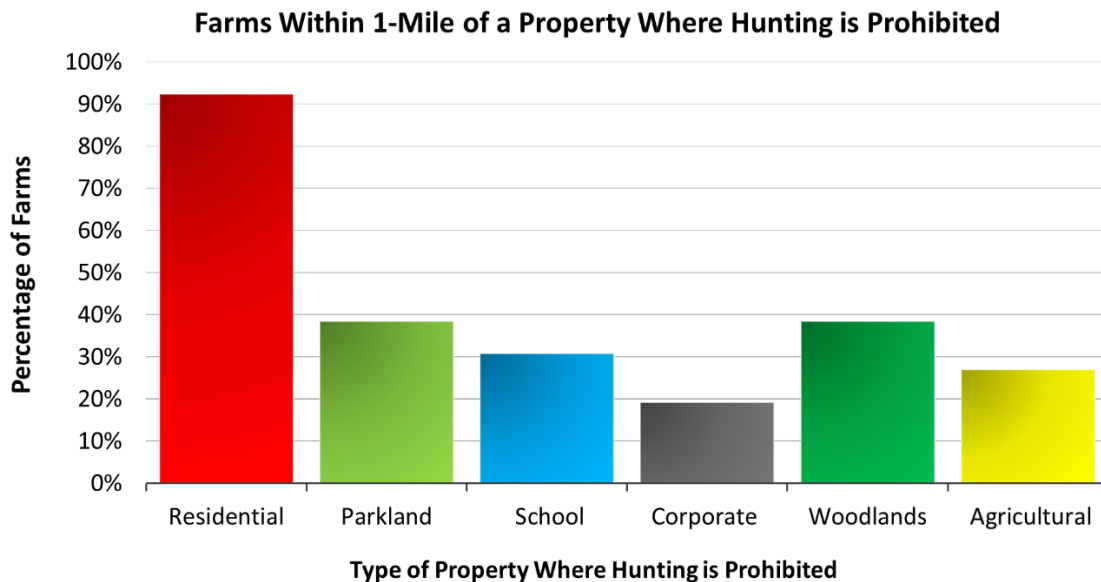 Farms Within 1-Mile of a Property Where Hunting is Prohibited
100%
90%
80%
70%
60%
50%
40%
30%
20%
10%
0%
Percentage of Farms
Residential Parkland School Corporate Woodlands Agricultural
Type of Property Where Hunting is Prohibited